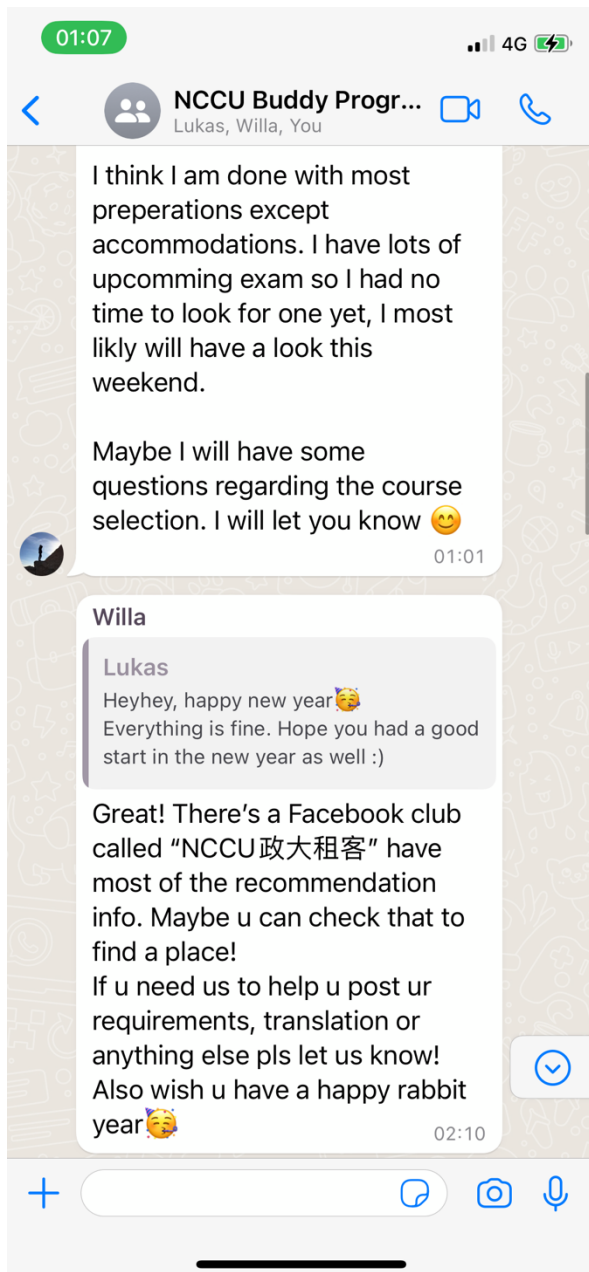 01:07
4G
NCCU Buddy Progr...
Lukas, Willa, You
I think I am done with most
preperations except
accommodations. I have lots of
upcomming exam so I had no
time to look for one yet, I most
likly will have a look this
weekend.
Maybe I will have some
questions regarding the course
selection. I will let you know 😊
01:01
Willa
Lukas
Heyhey, happy new year🥳
Everything is fine. Hope you had a good
start in the new year as well :)
Great! There’s a Facebook club
called “NCCU政大租客” have
most of the recommendation
info. Maybe u can check that to
find a place!
If u need us to help u post ur
requirements, translation or
anything else pls let us know!
Also wish u have a happy rabbit
year🥳
02:10